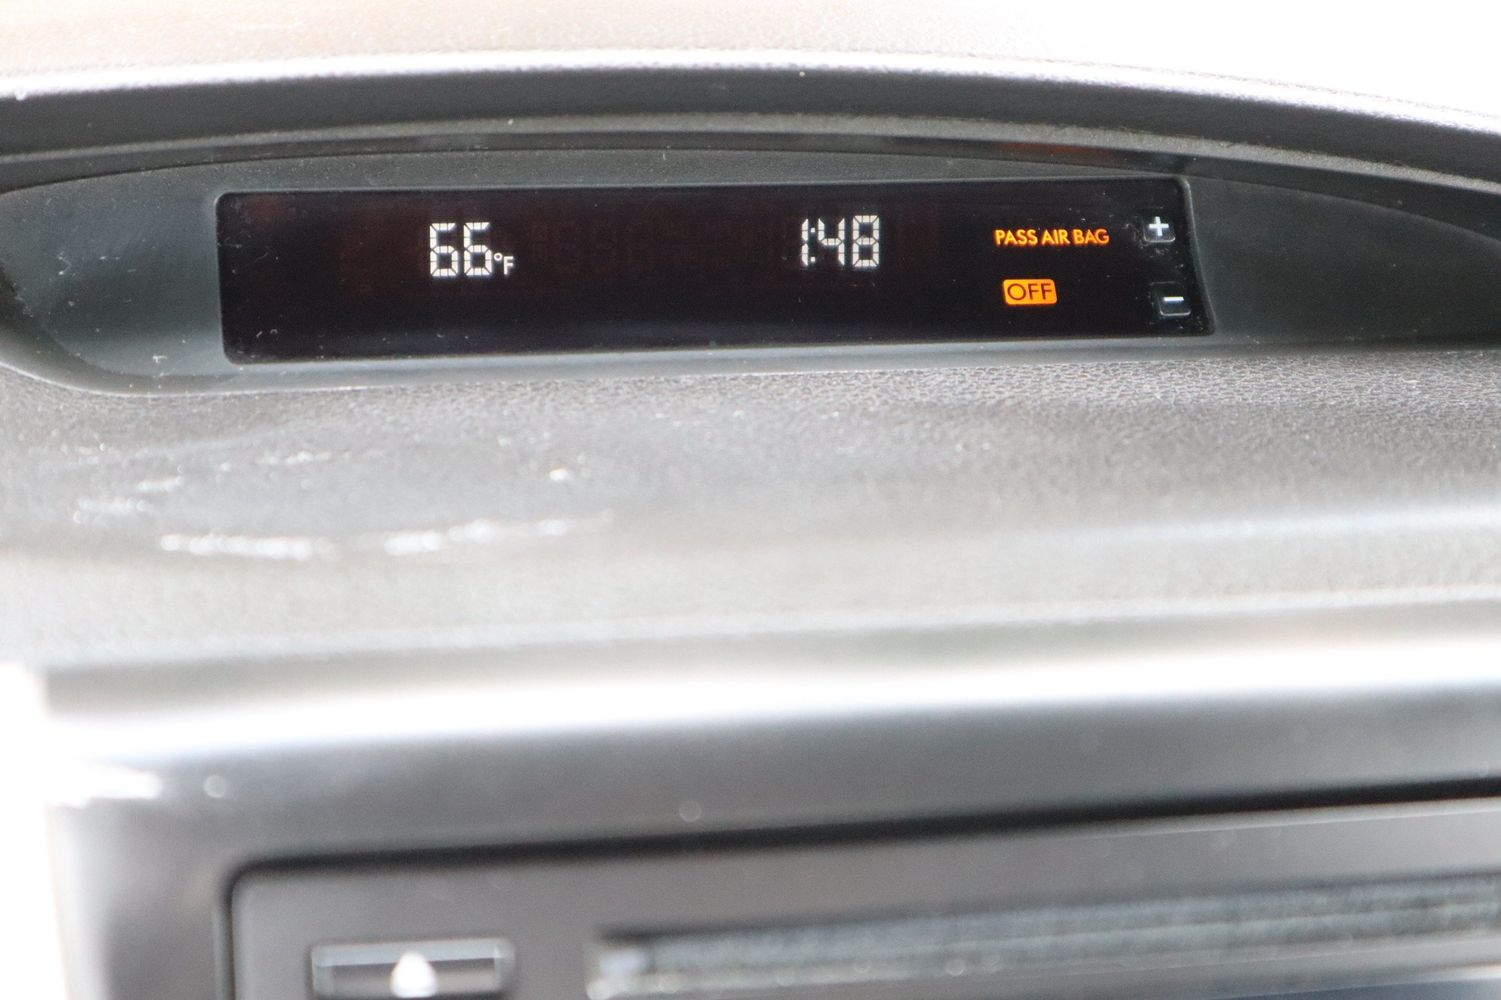 66°F
1:48
PASS AIR BAG
OFF
+
-